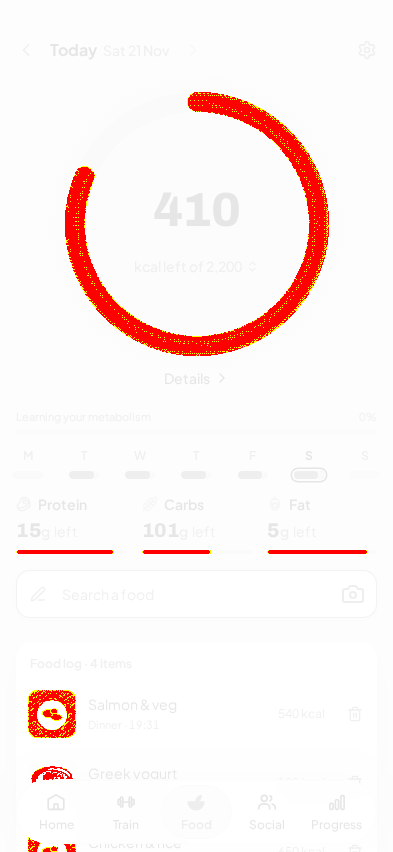 Today Sat 21 Nov
410
kcal left of 2,200
Details
Learning your metabolism 0%
M T W T F S S
Protein Carbs Fat
15g left 101g left 5g left
Search a food
Food log · 4 items
Salmon & veg
540 kcal
Dinner · 19:31
Greek yogurt
Home Train Food Social Progress
Chicken & rice